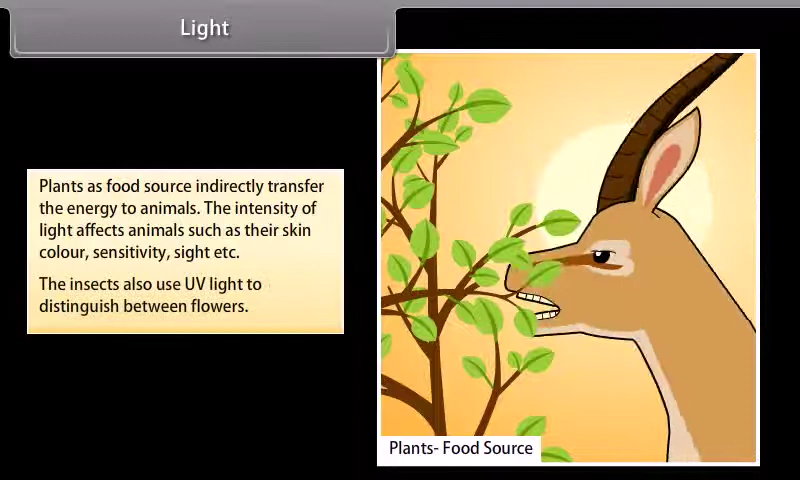 Light
Plants as food source indirectly transfer
the energy to animals. The intensity of
light affects animals such as their skin
colour, sensitivity, sight etc.
The insects also use UV light to
distinguish between flowers.
Plants- Food Source